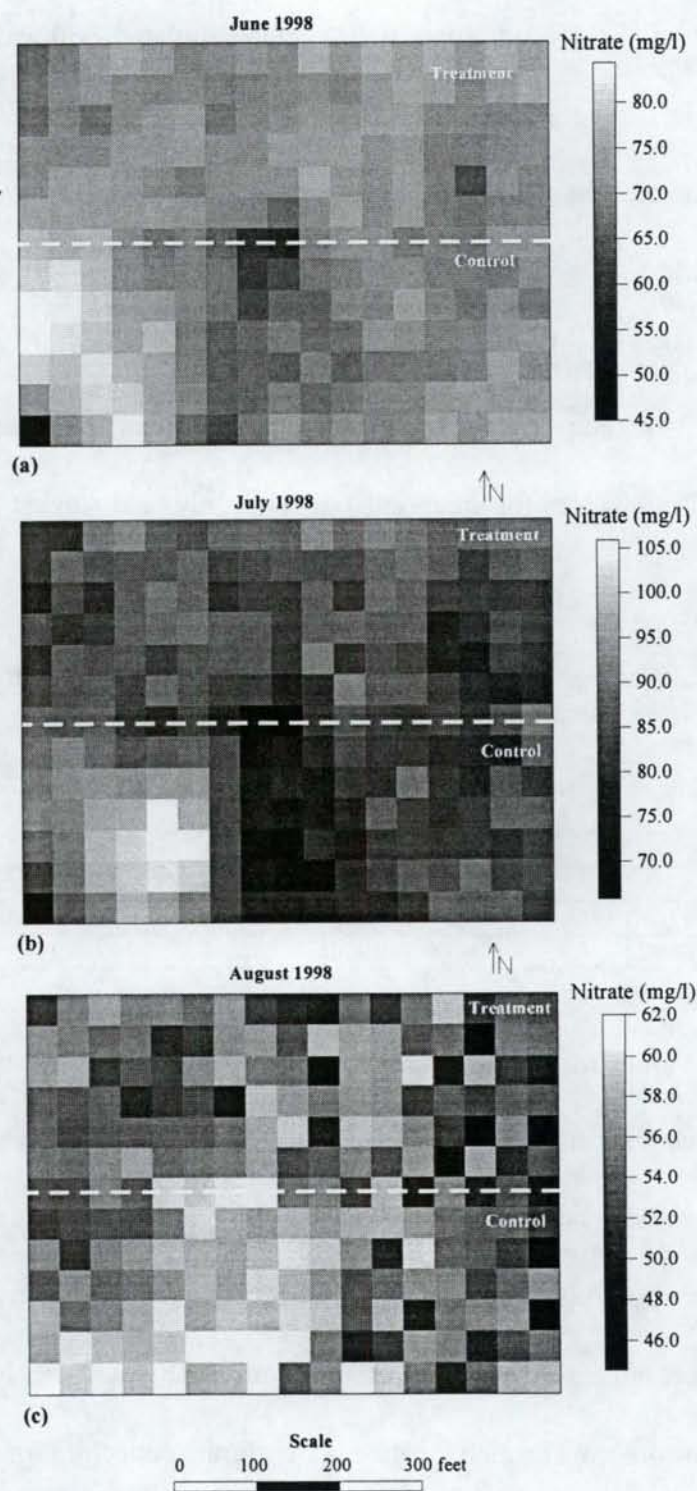 June 1998
Nitrate (mg/l)
Treatment
Control
80.0
75.0
70.0
65.0
60.0
55.0
50.0
45.0
(a)
N
July 1998
Nitrate (mg/l)
Treatment
Control
105.0
100.0
95.0
90.0
85.0
80.0
75.0
70.0
(b)
N
August 1998
Nitrate (mg/l)
Treatment
Control
62.0
60.0
58.0
56.0
54.0
52.0
50.0
48.0
46.0
(c)
Scale
0 100 200 300 feet